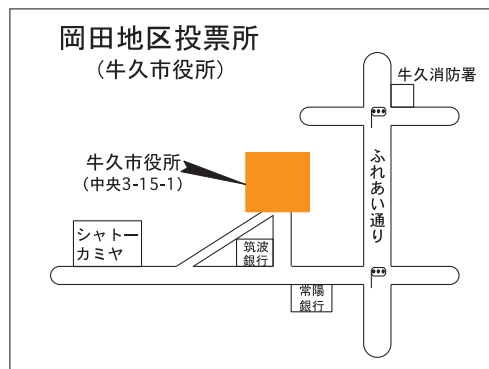 岡田地区投票所
(牛久市役所)
牛久消防署
牛久市役所
(中央3-15-1)
ふれあい通り
シャトー
カミヤ
筑波
銀行
常陽
銀行